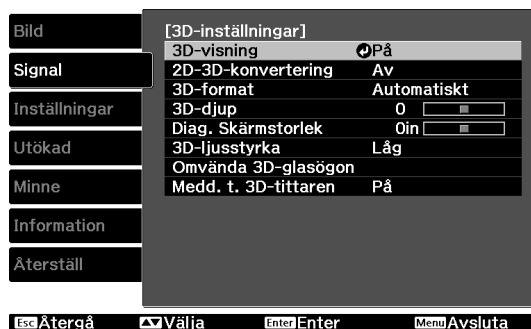 Bild
Signal
Inställningar
Utökad
Minne
Information
Återställ
[3D-inställningar]
3D-visning På
2D-3D-konvertering Av
3D-format Automatiskt
3D-djup 0
Diag. Skärmstorlek 0in
3D-ljusstyrka Låg
Omvända 3D-glasögon
Medd. t. 3D-tittaren På
Esc Återgå Välja Enter Enter Menu Avsluta